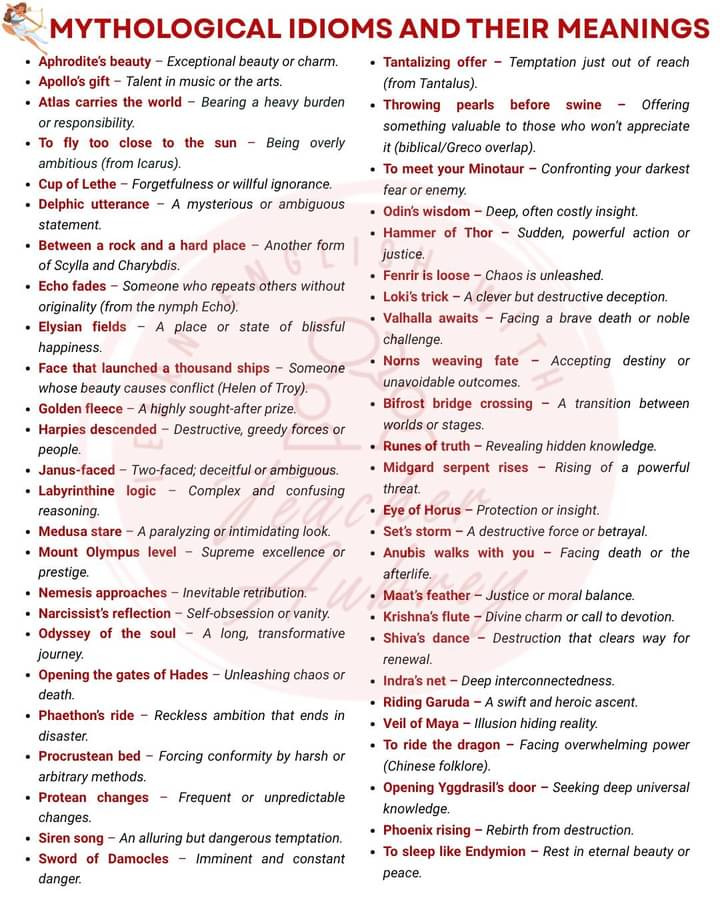 MYTHOLOGICAL IDIOMS AND THEIR MEANINGS
• Aphrodite's beauty – Exceptional beauty or charm.
• Apollo's gift – Talent in music or the arts.
• Atlas carries the world – Bearing a heavy burden
or responsibility.
• To fly too close to the sun – Being overly
ambitious (from Icarus).
• Cup of Lethe – Forgetfulness or willful ignorance.
• Delphic utterance – A mysterious or ambiguous
statement.
• Between a rock and a hard place – Another form
of Scylla and Charybdis.
• Echo fades – Someone who repeats others without
originality (from the nymph Echo).
• Elysian fields – A place or state of blissful
happiness.
• Face that launched a thousand ships – Someone
whose beauty causes conflict (Helen of Troy).
• Golden fleece – A highly sought-after prize.
• Harpies descended – Destructive, greedy forces or
people.
• Janus-faced – Two-faced; deceitful or ambiguous.
• Labyrinthine logic – Complex and confusing
reasoning.
• Medusa stare – A paralyzing or intimidating look.
• Mount Olympus level – Supreme excellence or
prestige.
• Nemesis approaches – Inevitable retribution.
• Narcissist's reflection – Self-obsession or vanity.
• Odyssey of the soul – A long, transformative
journey.
• Opening the gates of Hades – Unleashing chaos or
death.
• Phaethon's ride – Reckless ambition that ends in
disaster.
• Procrustean bed – Forcing conformity by harsh or
arbitrary methods.
• Protean changes – Frequent or unpredictable
changes.
• Siren song – An alluring but dangerous temptation.
• Sword of Damocles – Imminent and constant
danger.
• Tantalizing offer – Temptation just out of reach
(from Tantalus).
• Throwing pearls before swine – Offering
something valuable to those who won't appreciate
it (biblical/Greco overlap).
• To meet your Minotaur – Confronting your darkest
fear or enemy.
• Odin's wisdom – Deep, often costly insight.
• Hammer of Thor – Sudden, powerful action or
justice.
• Fenrir is loose – Chaos is unleashed.
• Loki's trick – A clever but destructive deception.
• Valhalla awaits – Facing a brave death or noble
challenge.
• Norns weaving fate – Accepting destiny or
unavoidable outcomes.
• Bifrost bridge crossing – A transition between
worlds or stages.
• Runes of truth – Revealing hidden knowledge.
• Midgard serpent rises – Rising of a powerful
threat.
• Eye of Horus – Protection or insight.
• Set's storm – A destructive force or betrayal.
• Anubis walks with you – Facing death or the
afterlife.
• Maat's feather – Justice or moral balance.
• Krishna's flute – Divine charm or call to devotion.
• Shiva's dance – Destruction that clears way for
renewal.
• Indra's net – Deep interconnectedness.
• Riding Garuda – A swift and heroic ascent.
• Veil of Maya – Illusion hiding reality.
• To ride the dragon – Facing overwhelming power
(Chinese folklore).
• Opening Yggdrasil's door – Seeking deep universal
knowledge.
• Phoenix rising – Rebirth from destruction.
• To sleep like Endymion – Rest in eternal beauty or
peace.
ENGLISH WITH
Teacher
Aubrey